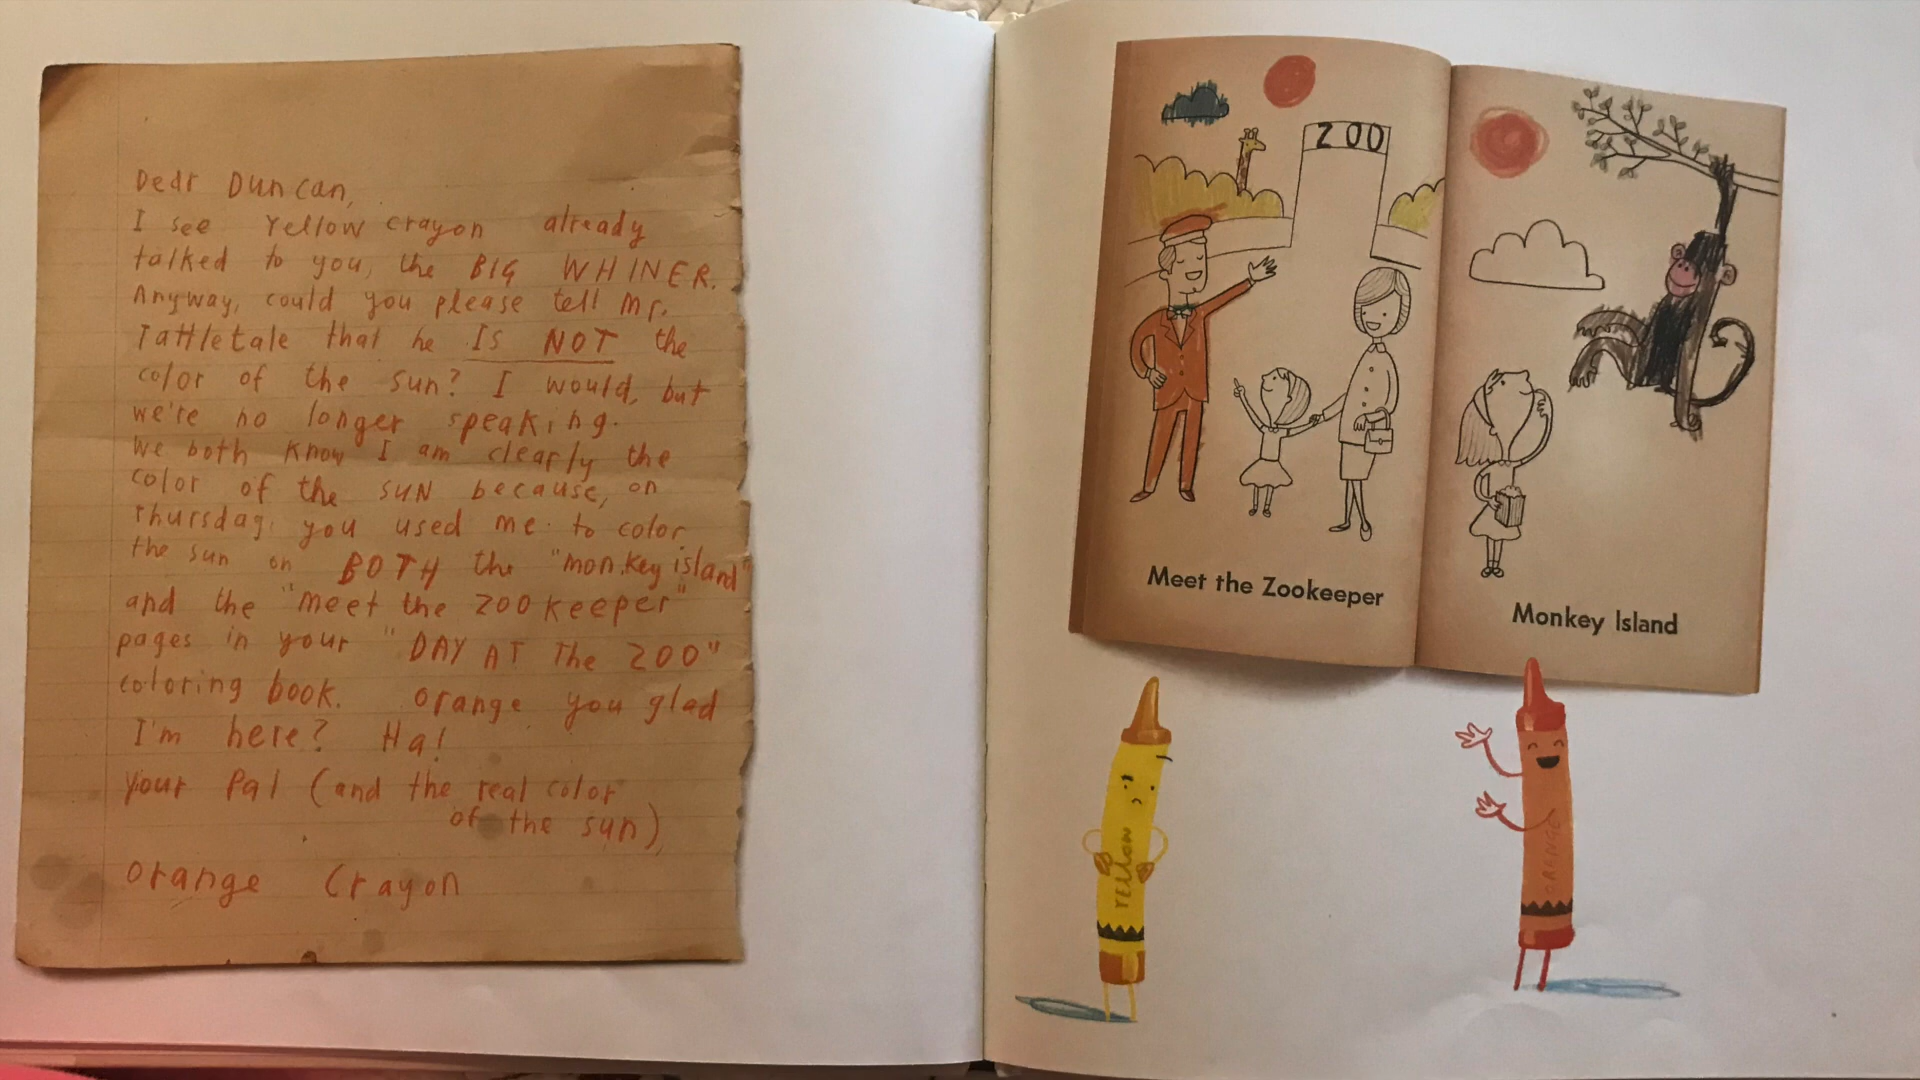 Dear Duncan,
I see Yellow crayon already
talked to you, the BIG WHINER.
Anyway, could you please tell Mr.
Tattletale that he IS NOT the
color of the sun? I would, but
we're no longer speaking.
We both know I am clearly the
color of the SUN because, on
Thursday, you used me to color
the sun on BOTH the "monkey island"
and the "meet the zookeeper"
pages in your "DAY AT The ZOO"
coloring book. Orange you glad
I'm here? Ha!
Your Pal (and the real color
of the sun)
Orange Crayon
ZOO
Meet the Zookeeper
Monkey Island
YELLOW
ORANGE